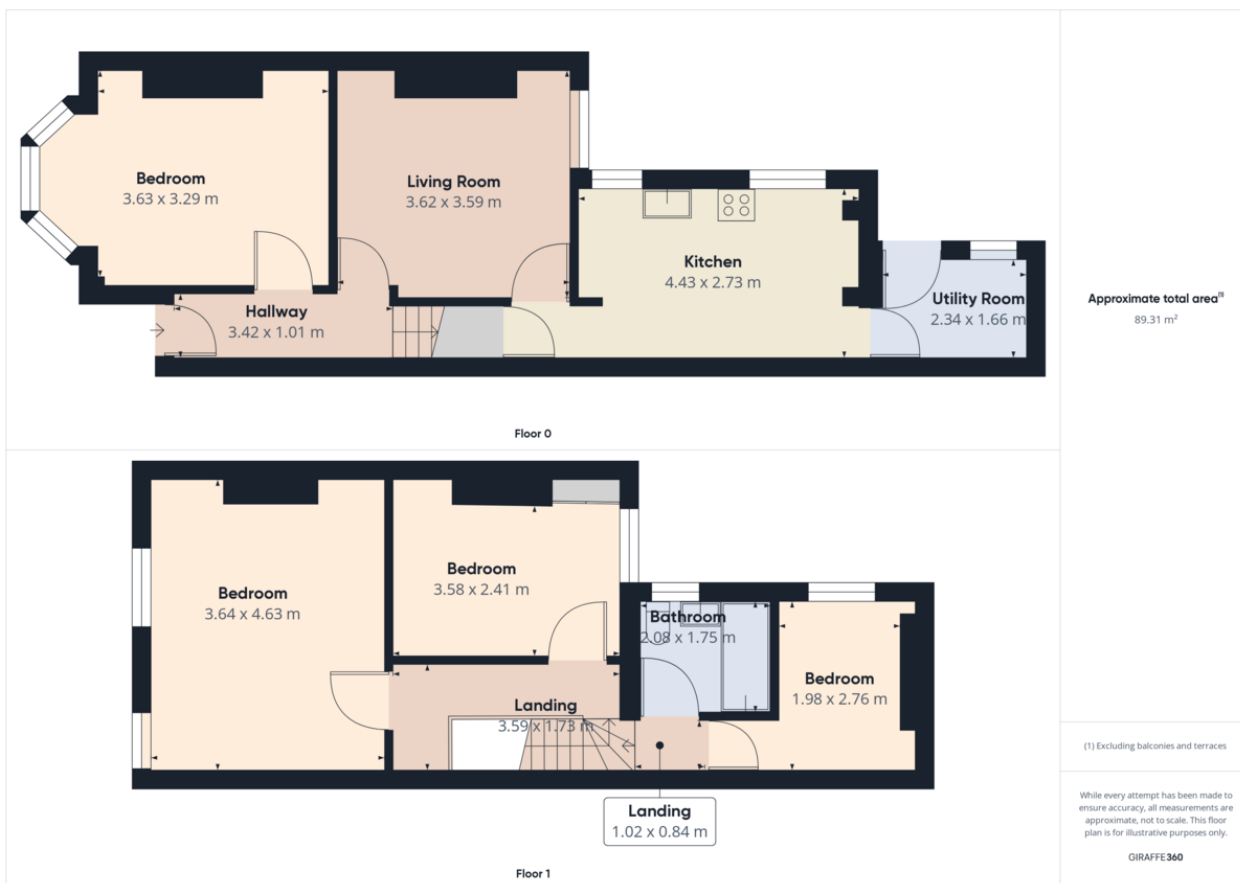 Bedroom
3.63 x 3.29 m
Living Room
3.62 x 3.59 m
Kitchen
4.43 x 2.73 m
Hallway
3.42 x 1.01 m
Utility Room
2.34 x 1.66 m
Floor 0
Approximate total area(1)
89.31 m²
Bedroom
3.64 x 4.63 m
Bedroom
3.58 x 2.41 m
Bathroom
2.08 x 1.75 m
Bedroom
1.98 x 2.76 m
Landing
3.59 x 1.73 m
Landing
1.02 x 0.84 m
Floor 1
(1) Excluding balconies and terraces
While every attempt has been made to
ensure accuracy, all measurements are
approximate, not to scale. This floor
plan is for illustrative purposes only.
GIRAFFE360